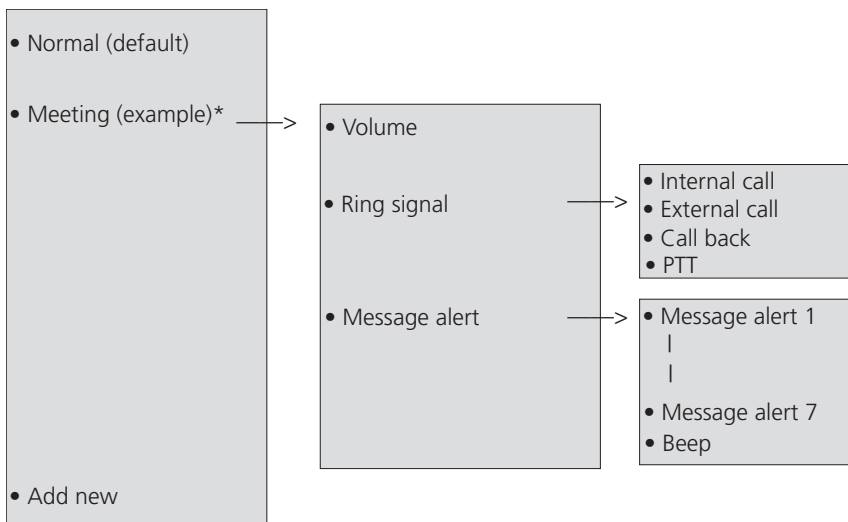 • Normal (default)
• Meeting (example)*
• Add new
• Volume
• Ring signal
• Message alert
• Internal call
• External call
• Call back
• PTT
• Message alert 1
|
|
• Message alert 7
• Beep